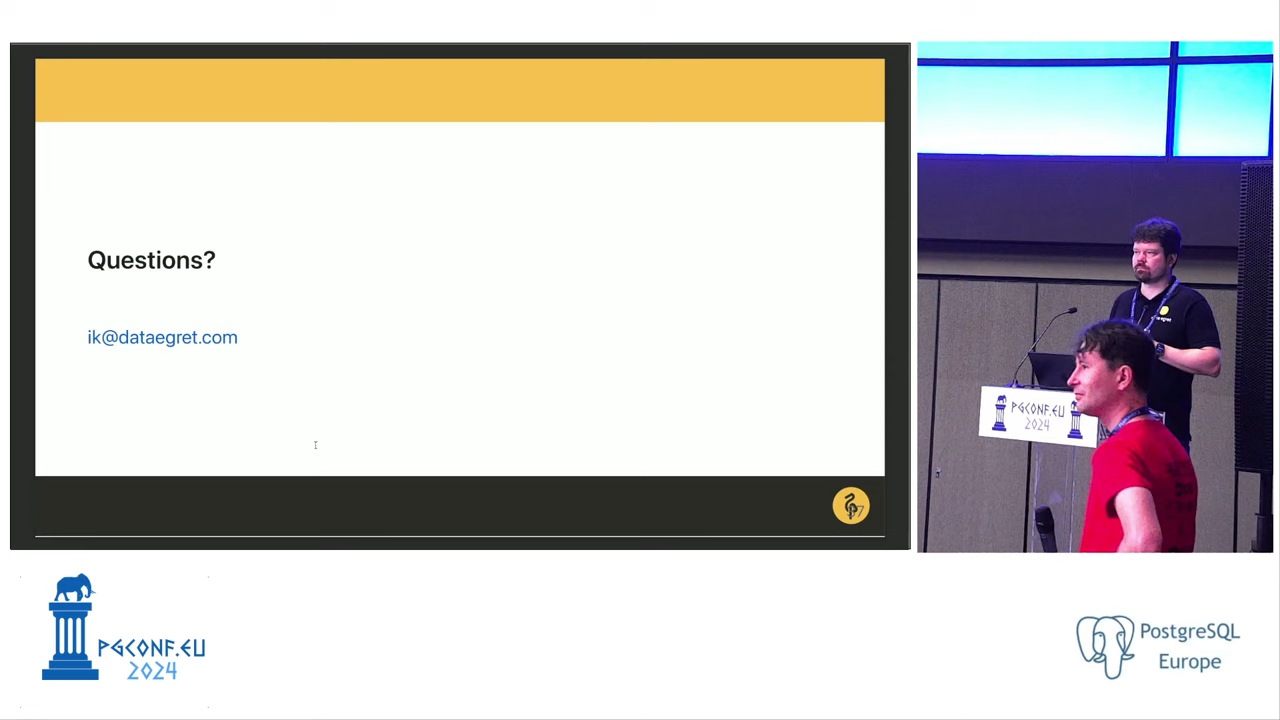 Questions?
ik@dataegret.com
PGCONF.EU
2024
PGCONF.EU
2024
PostgreSQL
Europe